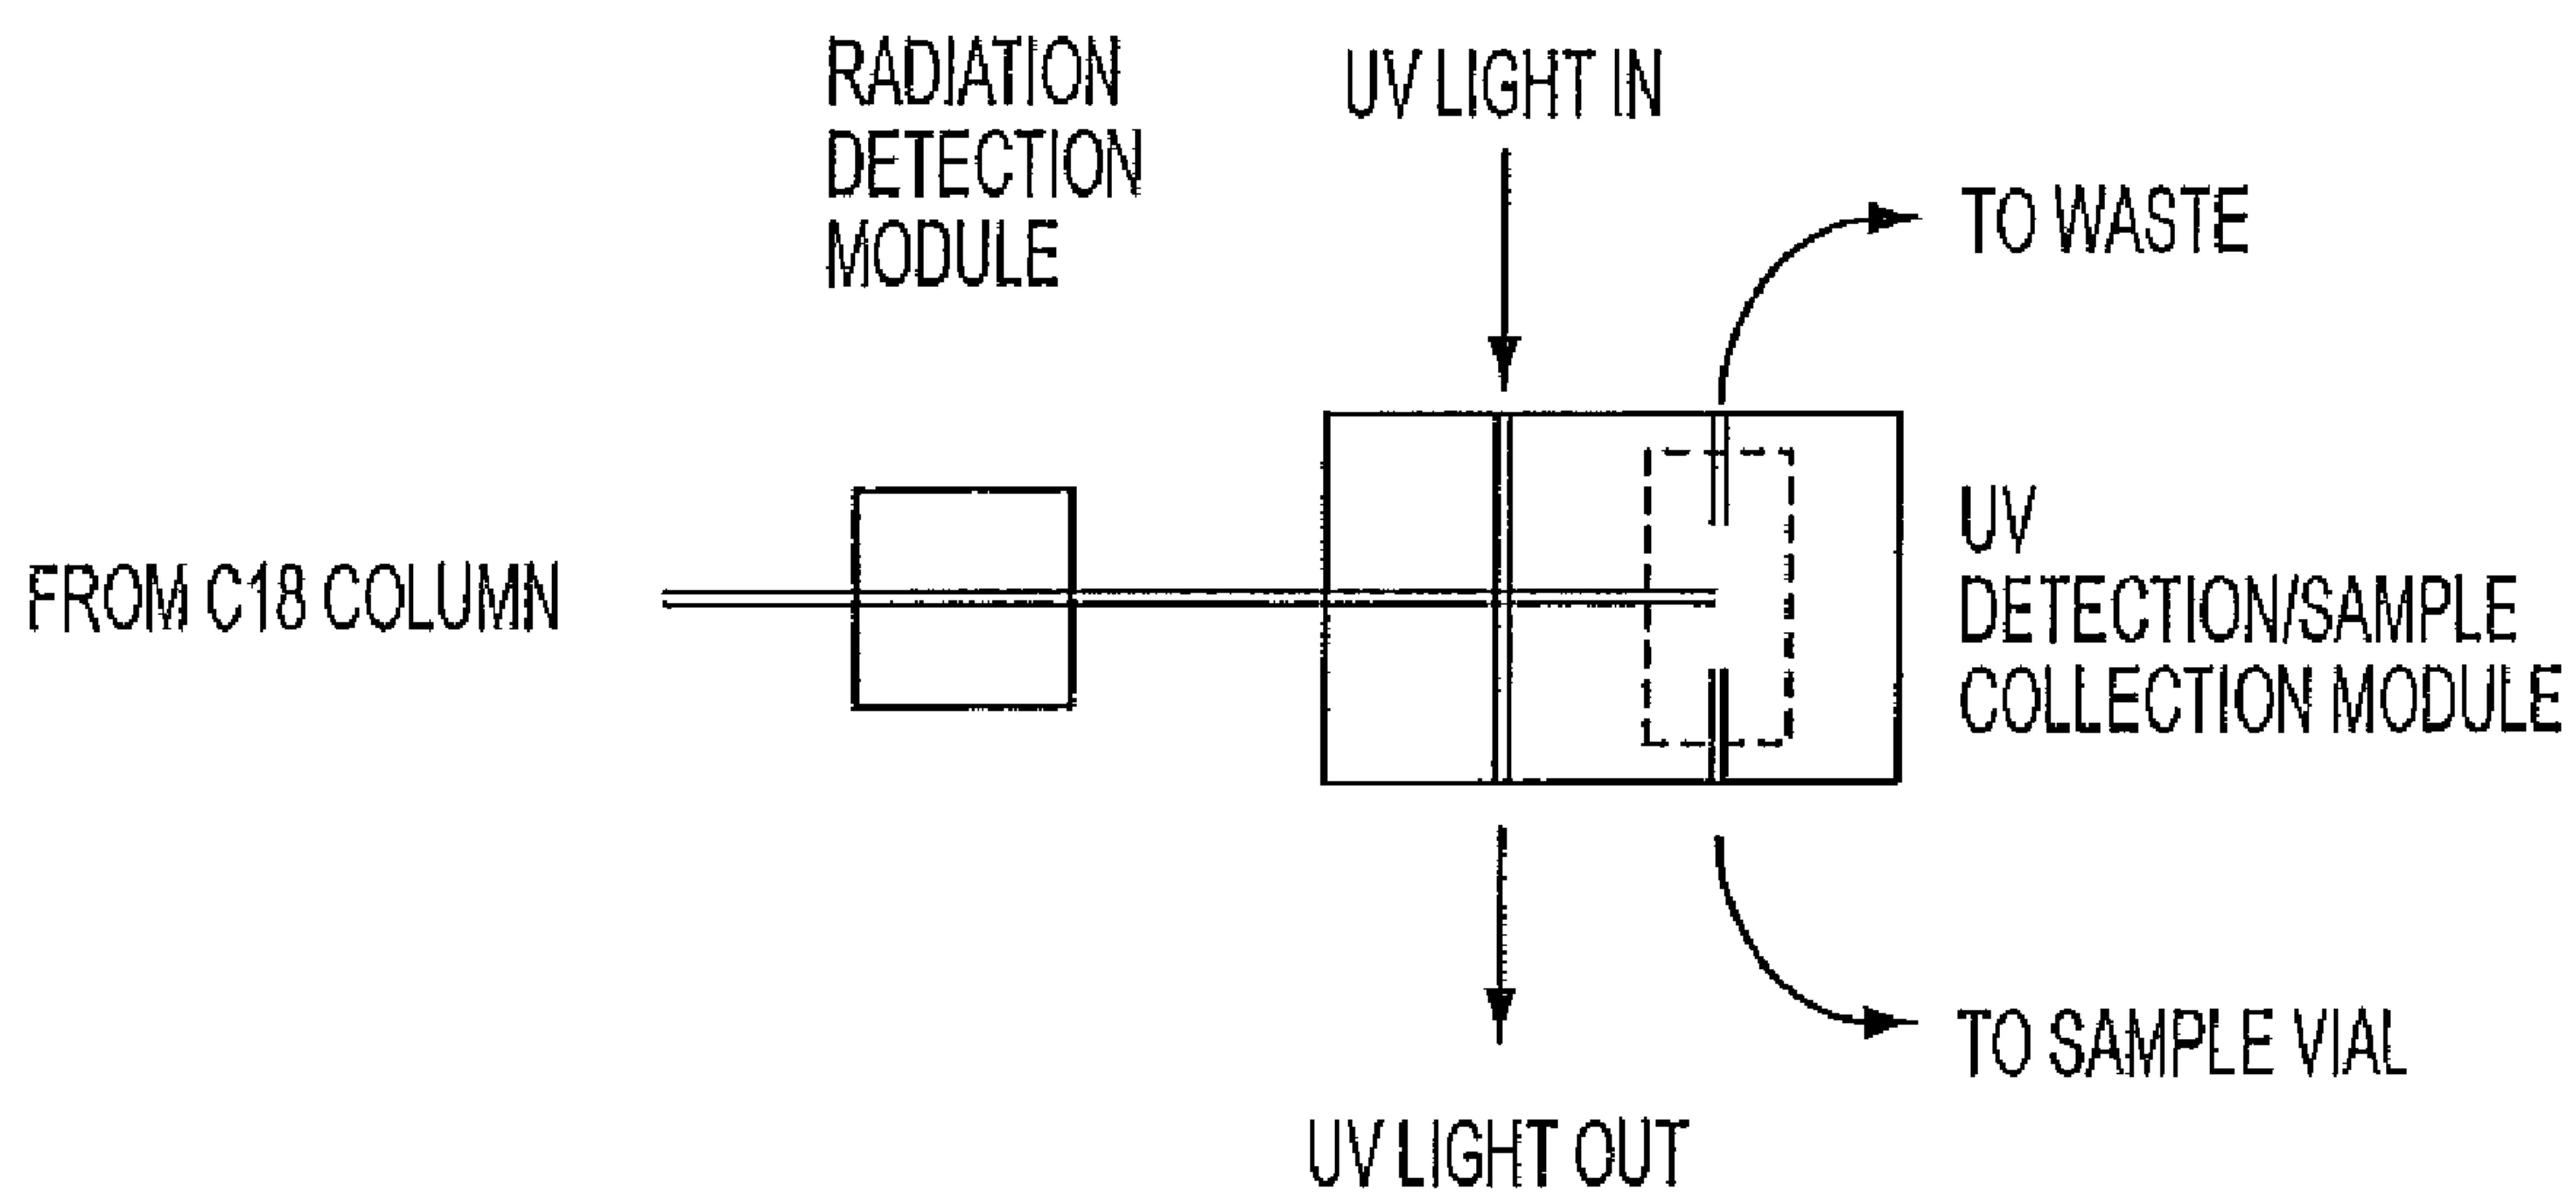 RADIATION
DETECTION
MODULE
UV LIGHT IN
TO WASTE
FROM C18 COLUMN
UV
DETECTION/SAMPLE
COLLECTION MODULE
TO SAMPLE VIAL
UV LIGHT OUT